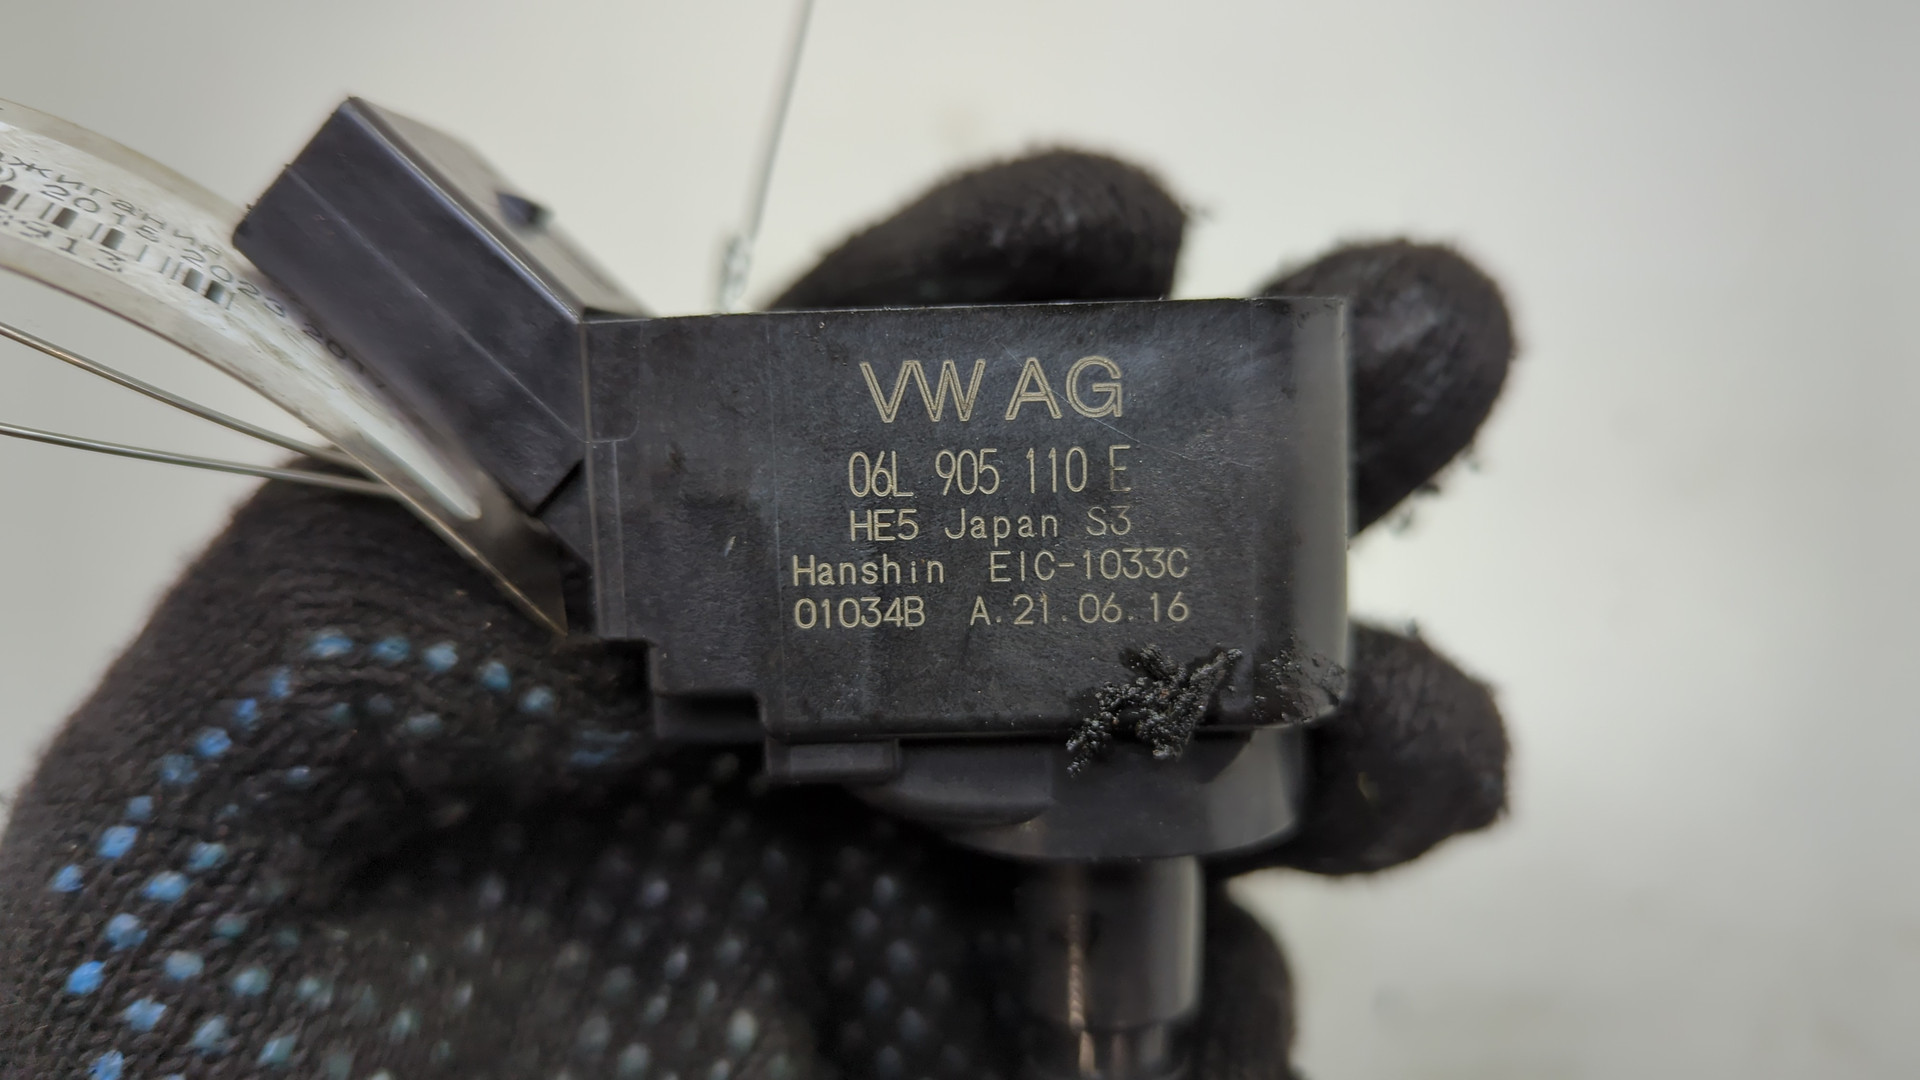 VW AG
06L 905 110 E
HE5 Japan S3
Hanshin EIC-1033C
01034B A.21.06.16